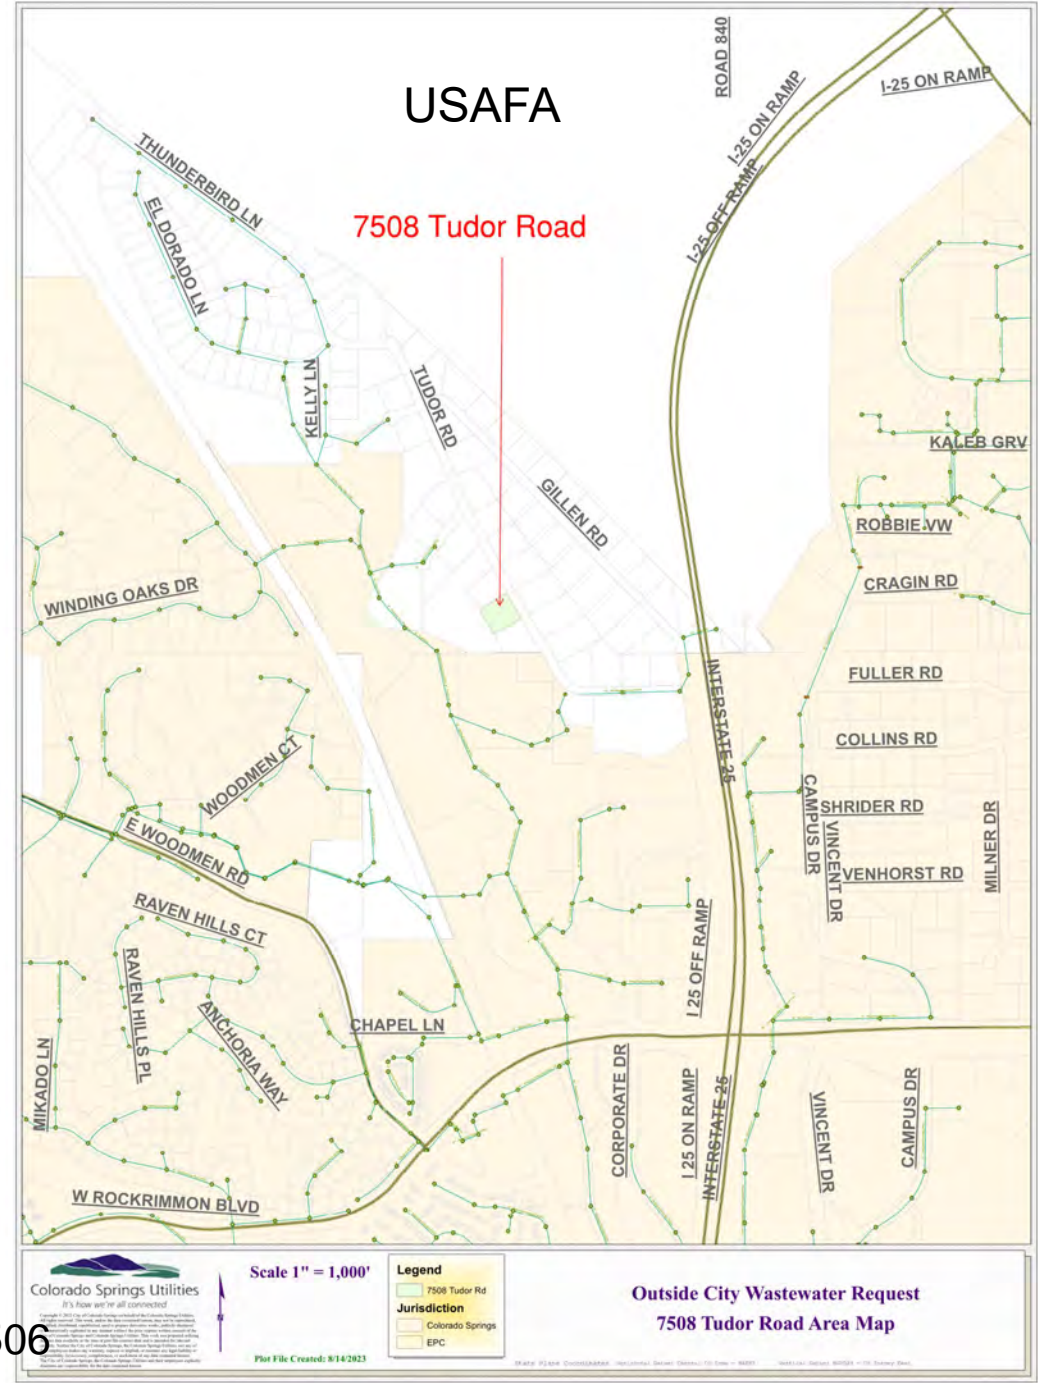 USAFA
ROAD 840
I-25 ON RAMP
I-25 ON RAMP
I-25 OFF RAMP
THUNDERBIRD LN
EL DORADO LN
7508 Tudor Road
KELLY LN
TUDOR RD
GILLEN RD
KALEB GRV
ROBBIE VW
CRAGIN RD
WINDING OAKS DR
FULLER RD
INTERSTATE 25
COLLINS RD
WOODMEN CT
CAMPUS DR
SHRIDER RD
VINCENT DR
MILNER DR
E WOODMEN RD
VENHORST RD
RAVEN HILLS CT
I 25 OFF RAMP
RAVEN HILLS PL
ANCHORIA WAY
CHAPEL LN
MIKADO LN
CORPORATE DR
I 25 ON RAMP
INTERSTATE 25
VINCENT DR
CAMPUS DR
W ROCKRIMMON BLVD
Colorado Springs Utilities
It's how we're all connected
N
Scale 1" = 1,000'
Plot File Created: 8/14/2023
Legend
7508 Tudor Rd
Jurisdiction
Colorado Springs
EPC
Outside City Wastewater Request
7508 Tudor Road Area Map